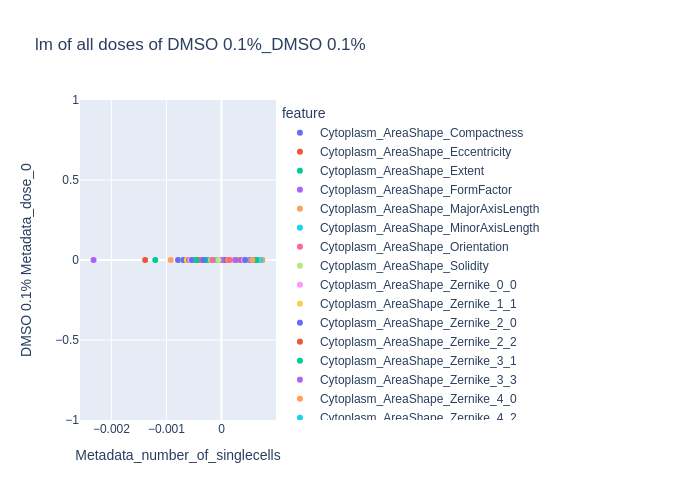 lm of all doses of DMSO 0.1%_DMSO 0.1%
DMSO 0.1% Metadata_dose_0
1
0.5
0
−0.5
−1
−0.002
−0.001
0
Metadata_number_of_singlecells
feature
Cytoplasm_AreaShape_Compactness
Cytoplasm_AreaShape_Eccentricity
Cytoplasm_AreaShape_Extent
Cytoplasm_AreaShape_FormFactor
Cytoplasm_AreaShape_MajorAxisLength
Cytoplasm_AreaShape_MinorAxisLength
Cytoplasm_AreaShape_Orientation
Cytoplasm_AreaShape_Solidity
Cytoplasm_AreaShape_Zernike_0_0
Cytoplasm_AreaShape_Zernike_1_1
Cytoplasm_AreaShape_Zernike_2_0
Cytoplasm_AreaShape_Zernike_2_2
Cytoplasm_AreaShape_Zernike_3_1
Cytoplasm_AreaShape_Zernike_3_3
Cytoplasm_AreaShape_Zernike_4_0
Cytoplasm_AreaShape_Zernike_4_2